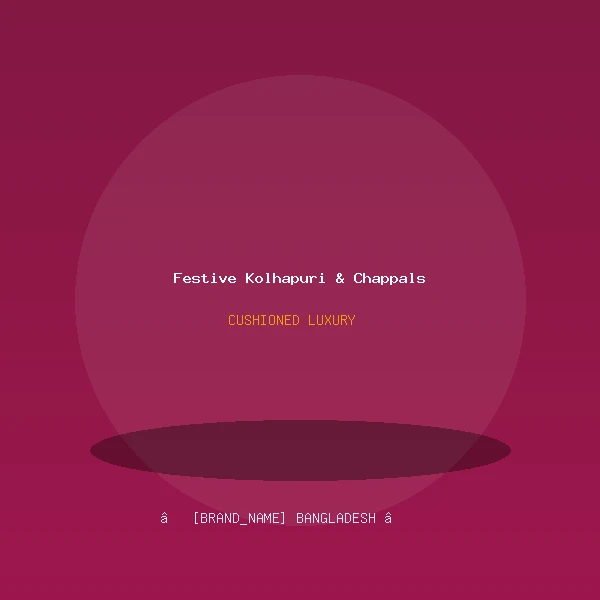 Festive Kolhapuri & Chappals
CUSHIONED LUXURY
â [BRAND_NAME] BANGLADESH â